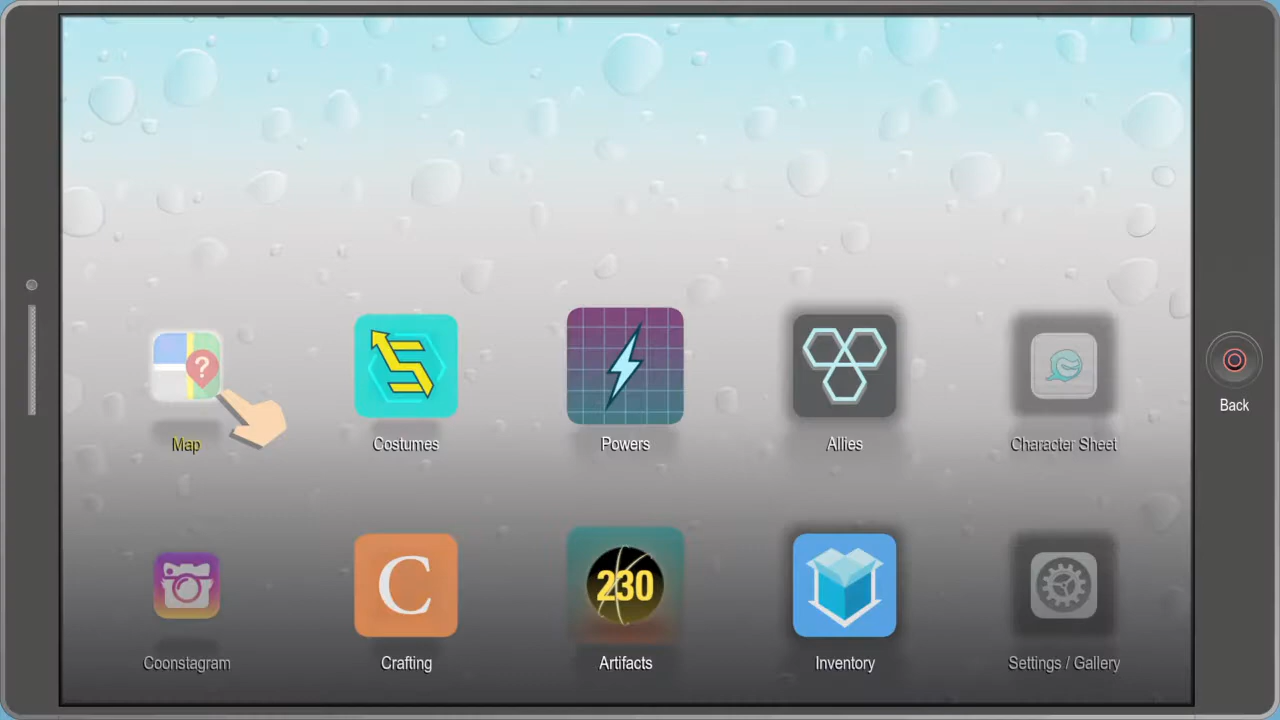 ?
Map
Costumes
Powers
Allies
Character Sheet
Back
C
230
Coonstagram
Crafting
Artifacts
Inventory
Settings / Gallery